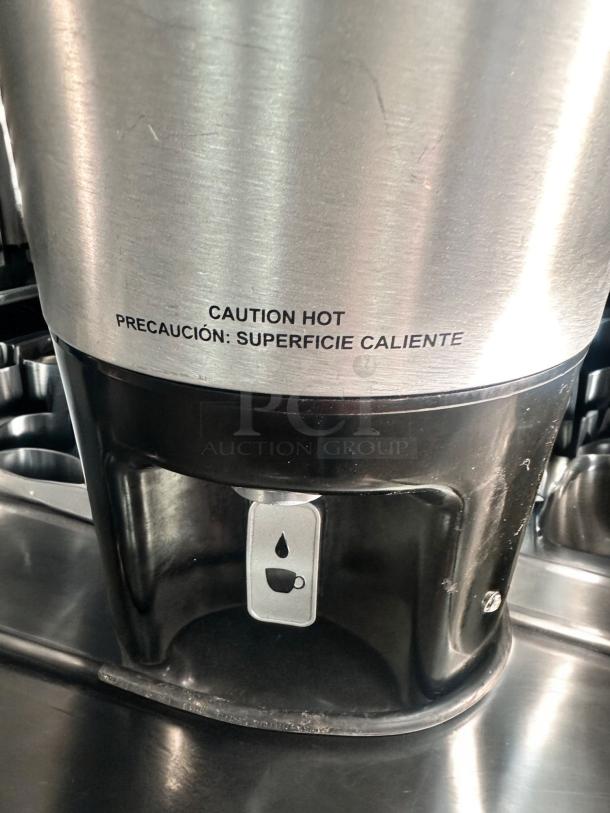 CAUTION HOT
PRECAUCIÓN: SUPERFICIE CALIENTE
PCi
AUCTION GROUP